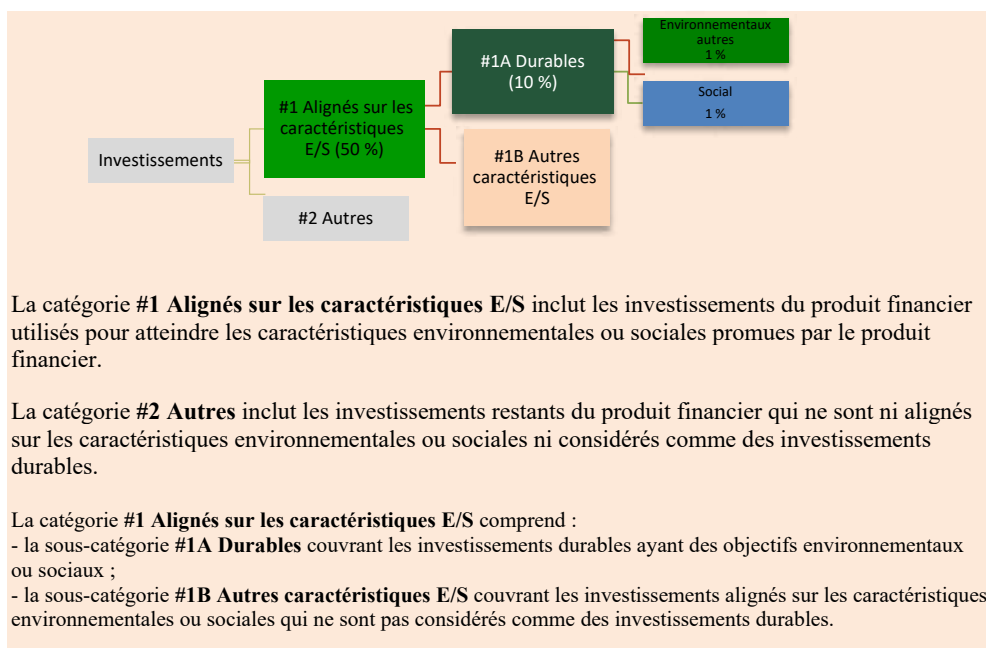 Environnementaux
autres
1 %
#1A Durables
(10 %)
Social
1 %
#1 Alignés sur les
caractéristiques
E/S (50 %)
Investissements
#1B Autres
caractéristiques
E/S
#2 Autres
La catégorie #1 Alignés sur les caractéristiques E/S inclut les investissements du produit financier
utilisés pour atteindre les caractéristiques environnementales ou sociales promues par le produit
financier.
La catégorie #2 Autres inclut les investissements restants du produit financier qui ne sont ni alignés
sur les caractéristiques environnementales ou sociales ni considérés comme des investissements
durables.
La catégorie #1 Alignés sur les caractéristiques E/S comprend :
- la sous-catégorie #1A Durables couvrant les investissements durables ayant des objectifs environnementaux
ou sociaux ;
- la sous-catégorie #1B Autres caractéristiques E/S couvrant les investissements alignés sur les caractéristiques
environnementales ou sociales qui ne sont pas considérés comme des investissements durables.